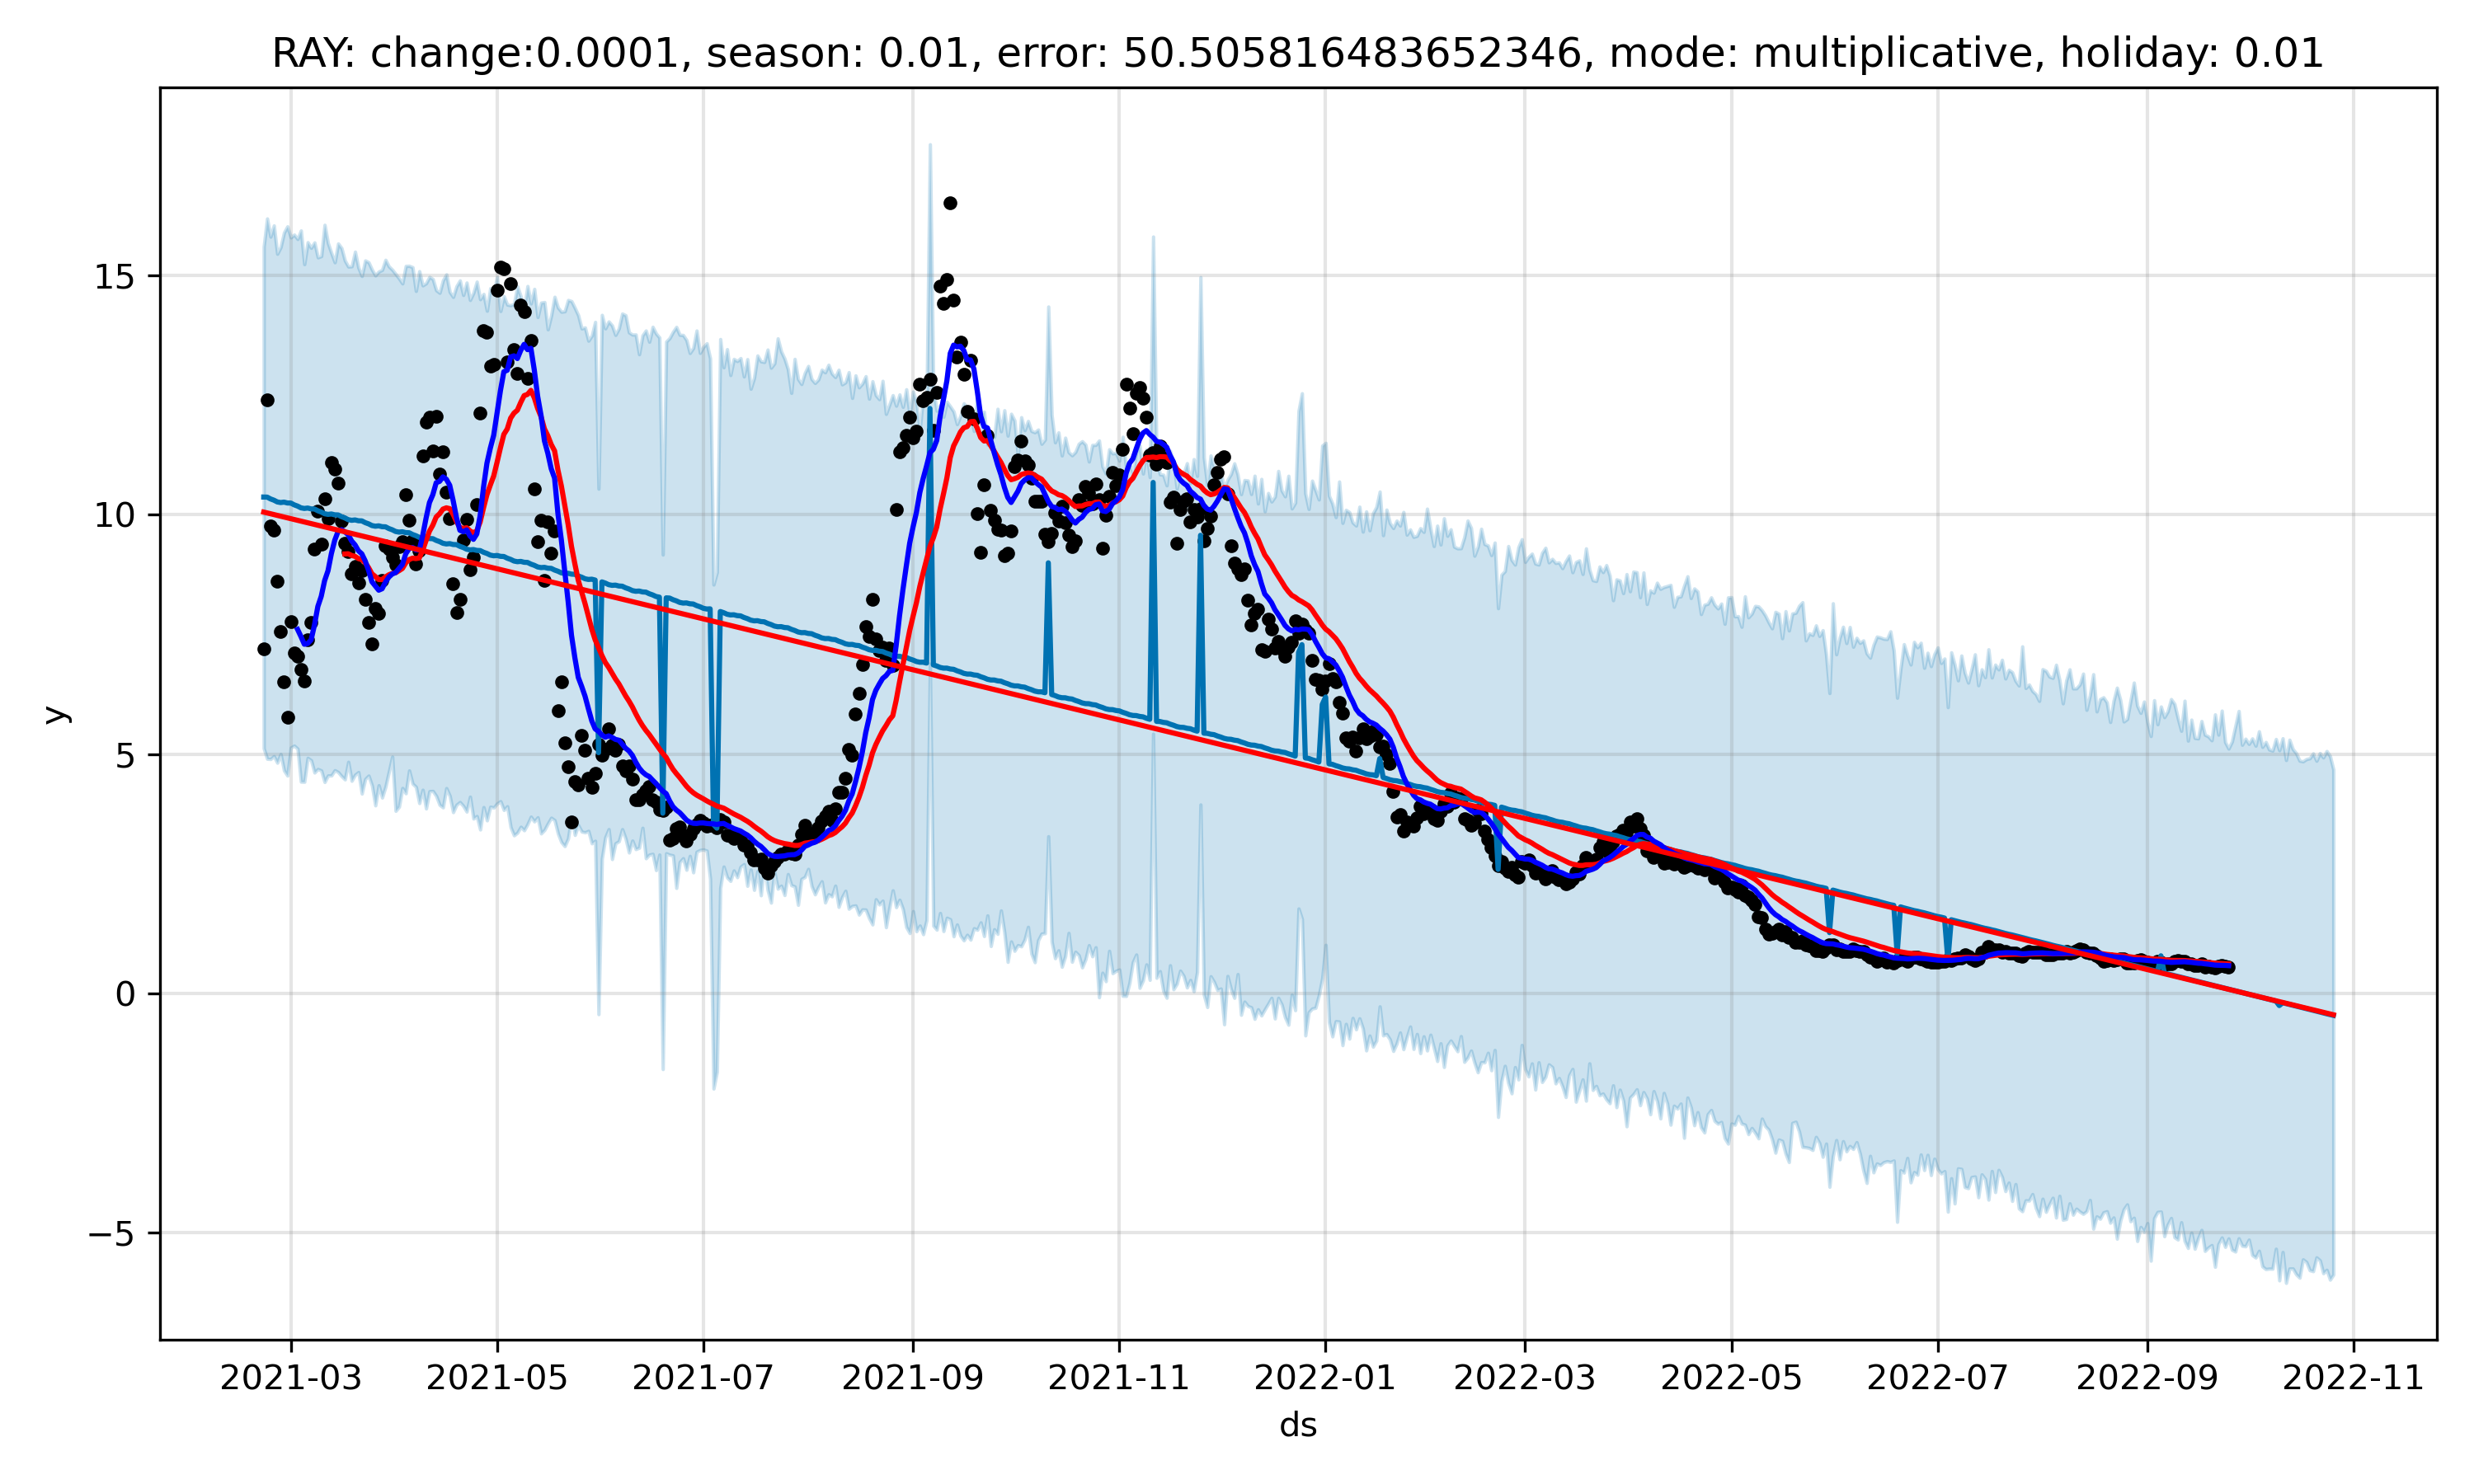 RAY: change:0.0001, season: 0.01, error: 50.505816483652346, mode: multiplicative, holiday: 0.01
15
10
5
0
−5
y
2021-03 2021-05 2021-07 2021-09 2021-11 2022-01 2022-03 2022-05 2022-07 2022-09 2022-11
ds